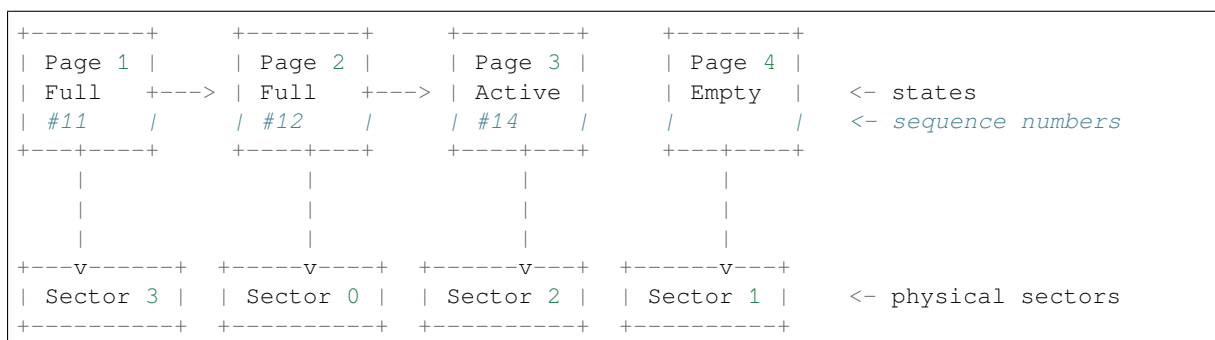 +--------+     +--------+     +--------+     +--------+
| Page 1 |     | Page 2 |     | Page 3 |     | Page 4 |
| Full   +---> | Full   +---> | Active |     | Empty  |   <- states
| #11    |     | #12    |     | #14    |     |        |   <- sequence numbers
+---+----+     +----+---+     +----+---+     +---+----+
    |               |              |             |
    |               |              |             |
    |               |              |             |
+---v------+  +-----v----+  +------v---+  +------v---+
| Sector 3 |  | Sector 0 |  | Sector 2 |  | Sector 1 |    <- physical sectors
+----------+  +----------+  +----------+  +----------+